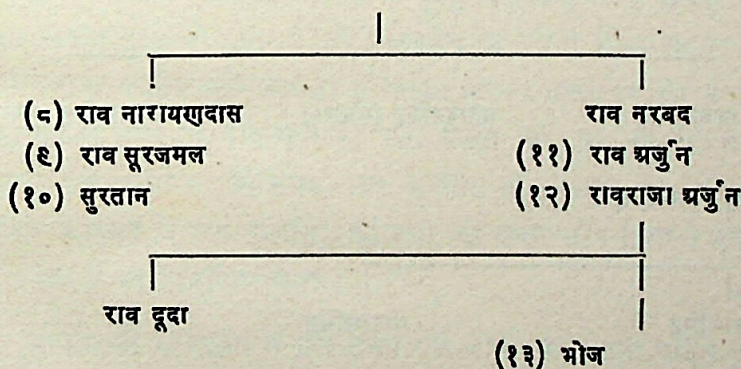 (८) राव नारायणदास
राव नरबद
(९) राव सूरजमल
(११) राव अर्जुन
(१०) सुरतान
(१२) रावराजा अर्जुन
राव दूदा
(१३) भोज